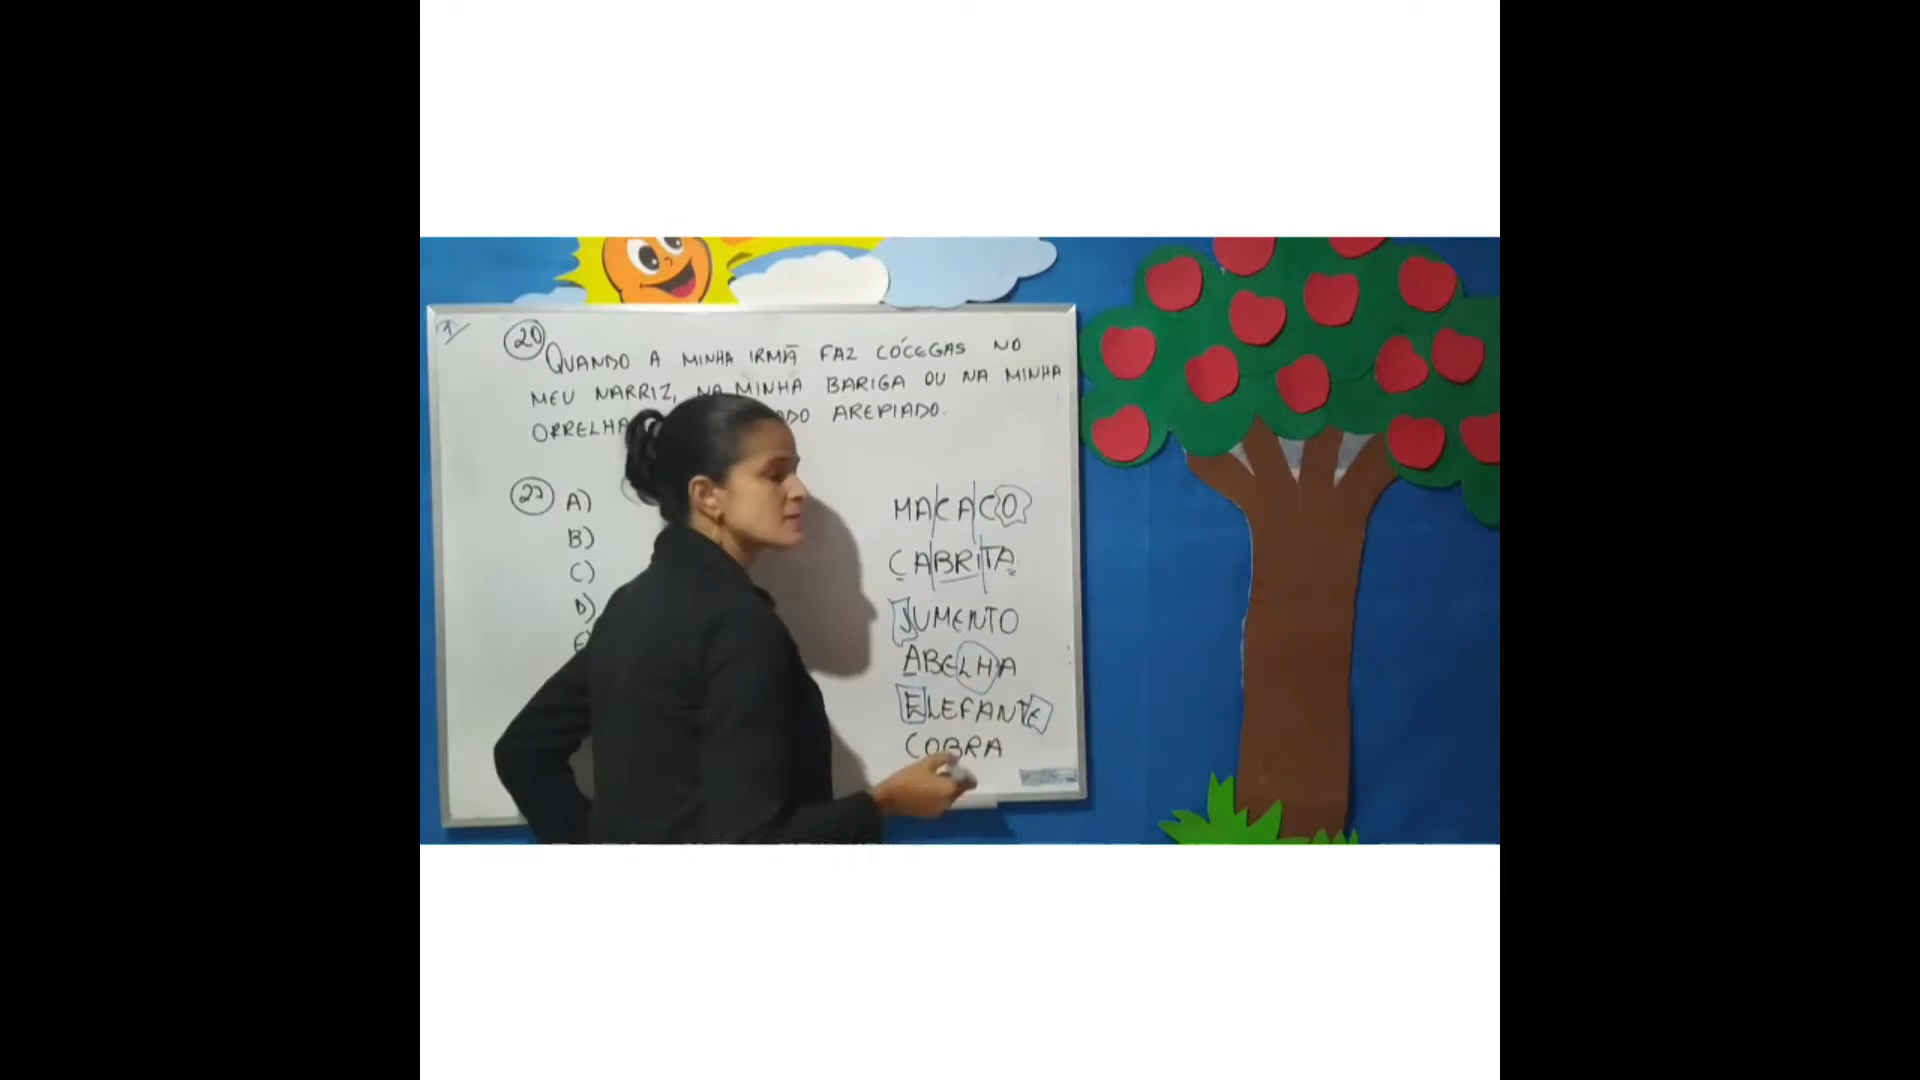 20
QUANDO A MINHA IRMÃ FAZ CÓCEGAS NO
MEU NARRIZ, NA MINHA BARIGA OU NA MINHA
ORRELHA AREPIADO.
A)
B)
C)
D)
E)
MACACO
CABRITA
JUMENTO
ABELHA
ELEFANTE
COBRA